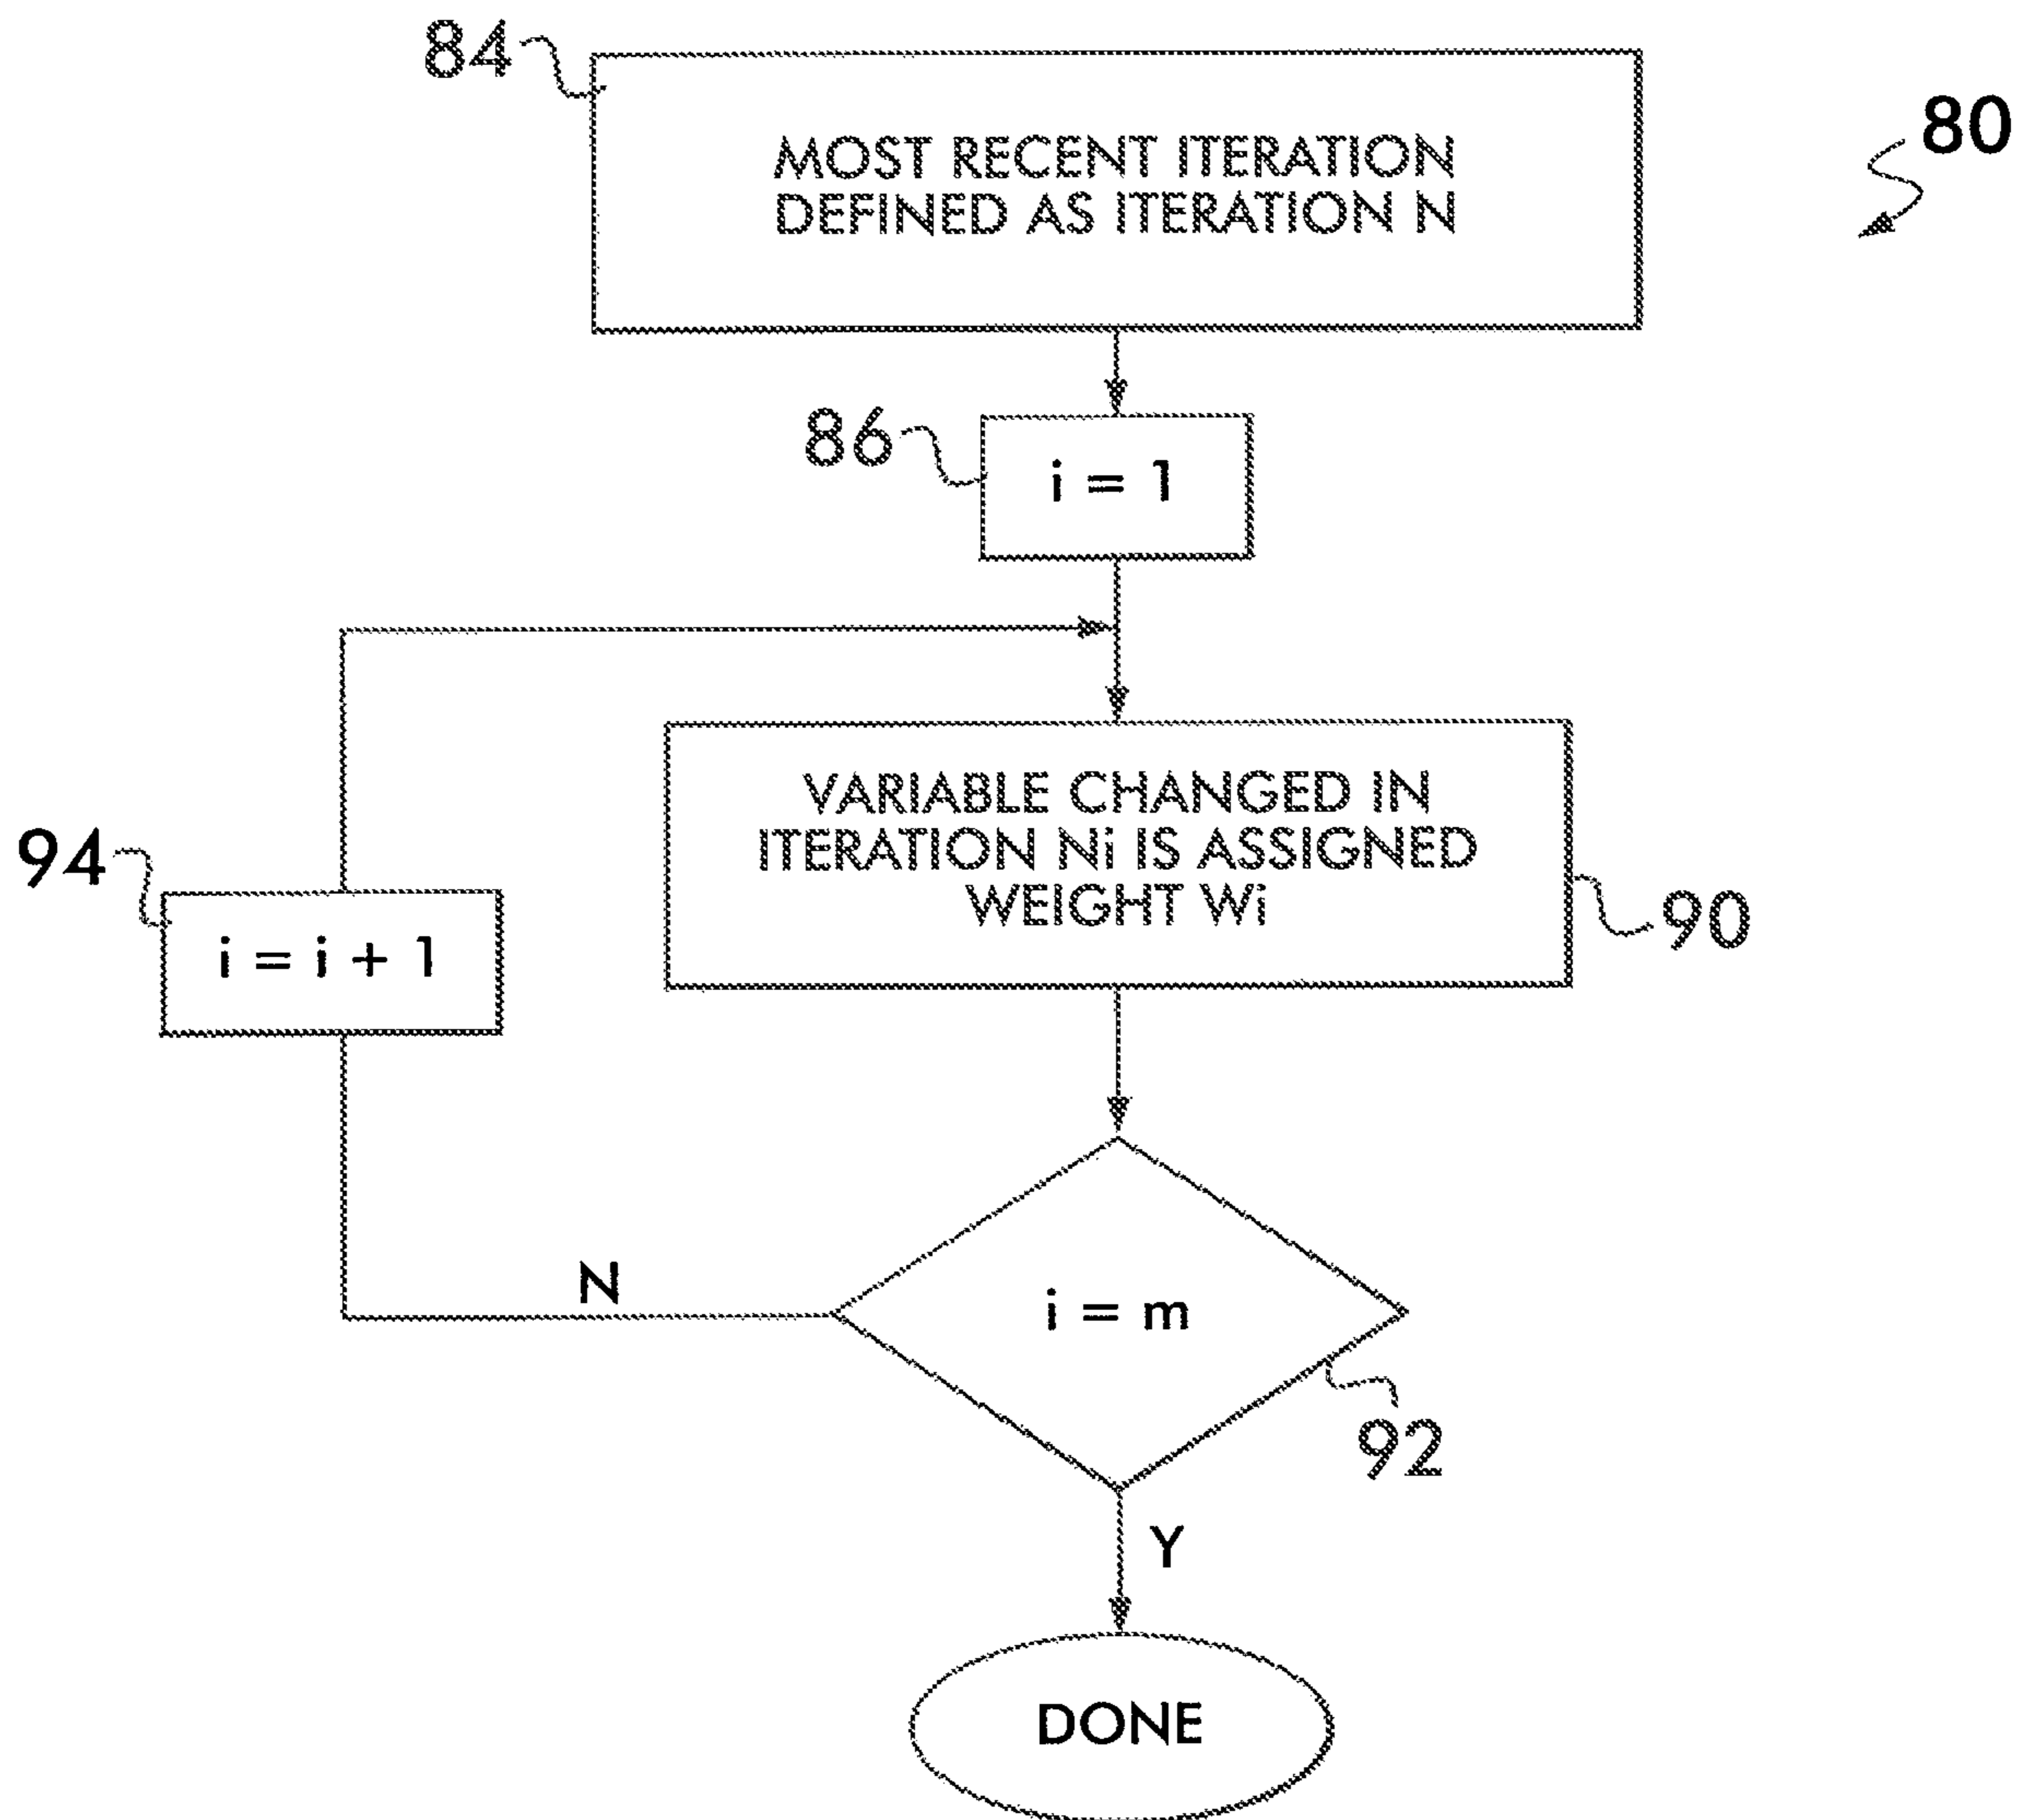 84
MOST RECENT ITERATION
DEFINED AS ITERATION N
80
86
i = 1
VARIABLE CHANGED IN
ITERATION Ni IS ASSIGNED
WEIGHT Wi
94
i = i + 1
90
N
i = m
92
Y
DONE